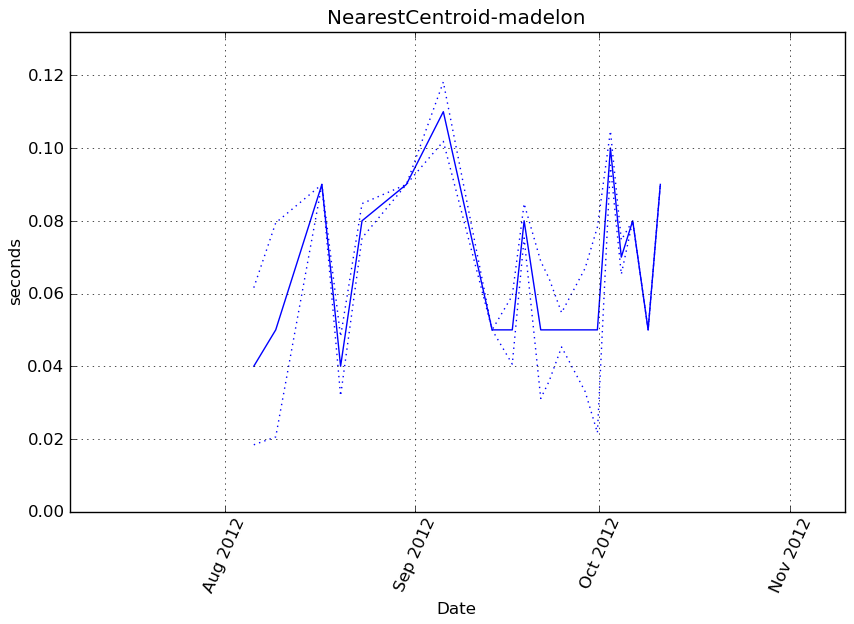 NearestCentroid-madelon
0.12
0.10
0.08
0.06
0.04
0.02
0.00
seconds
Aug 2012
Sep 2012
Oct 2012
Nov 2012
Date